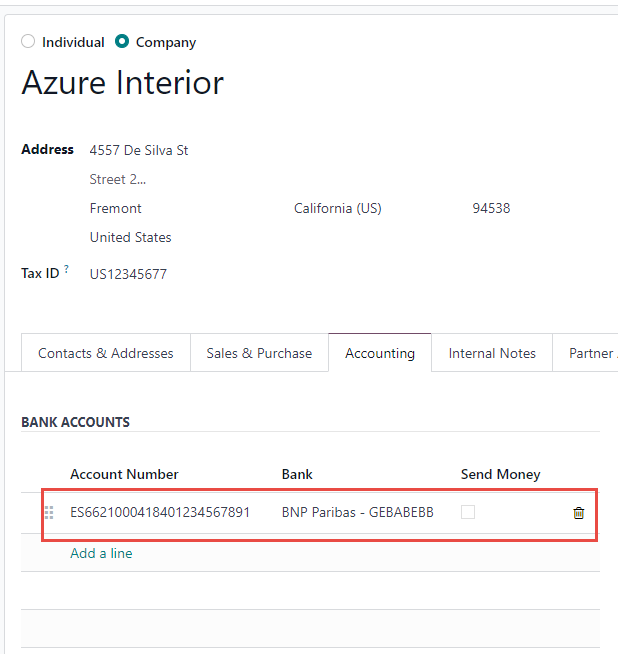 Individual Company
Azure Interior
Address 4557 De Silva St
Street 2...
Fremont California (US) 94538
United States
Tax ID ? US12345677
Contacts & Addresses Sales & Purchase Accounting Internal Notes Partner
BANK ACCOUNTS
Account Number Bank Send Money
ES6621000418401234567891 BNP Paribas - GEBABEBB
Add a line